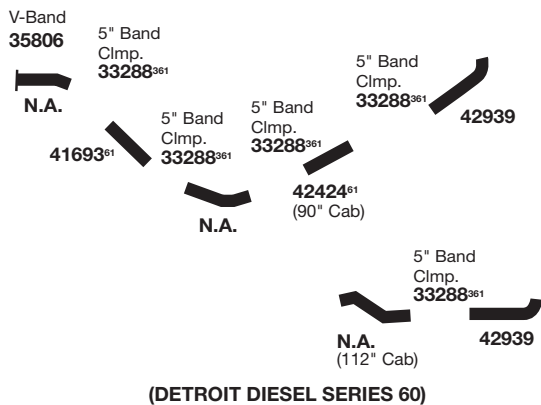 V-Band
35806
N.A.
5" Band
Clmp.
33288³⁶¹
41693⁶¹
5" Band
Clmp.
33288³⁶¹
N.A.
5" Band
Clmp.
33288³⁶¹
42424⁶¹
(90" Cab)
5" Band
Clmp.
33288³⁶¹
42939
5" Band
Clmp.
33288³⁶¹
N.A.
(112" Cab)
42939
(DETROIT DIESEL SERIES 60)